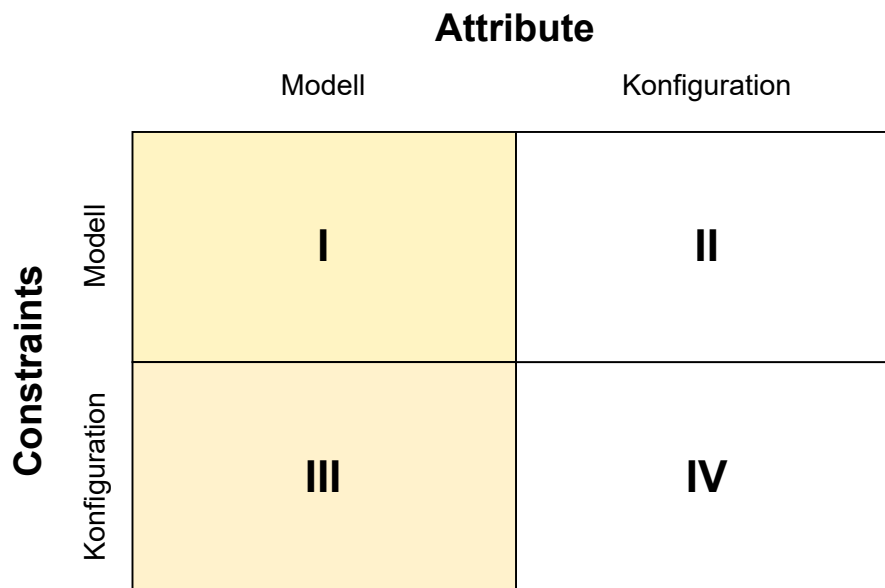 Attribute
Modell Konfiguration
Constraints
Modell
I II
Konfiguration
III IV